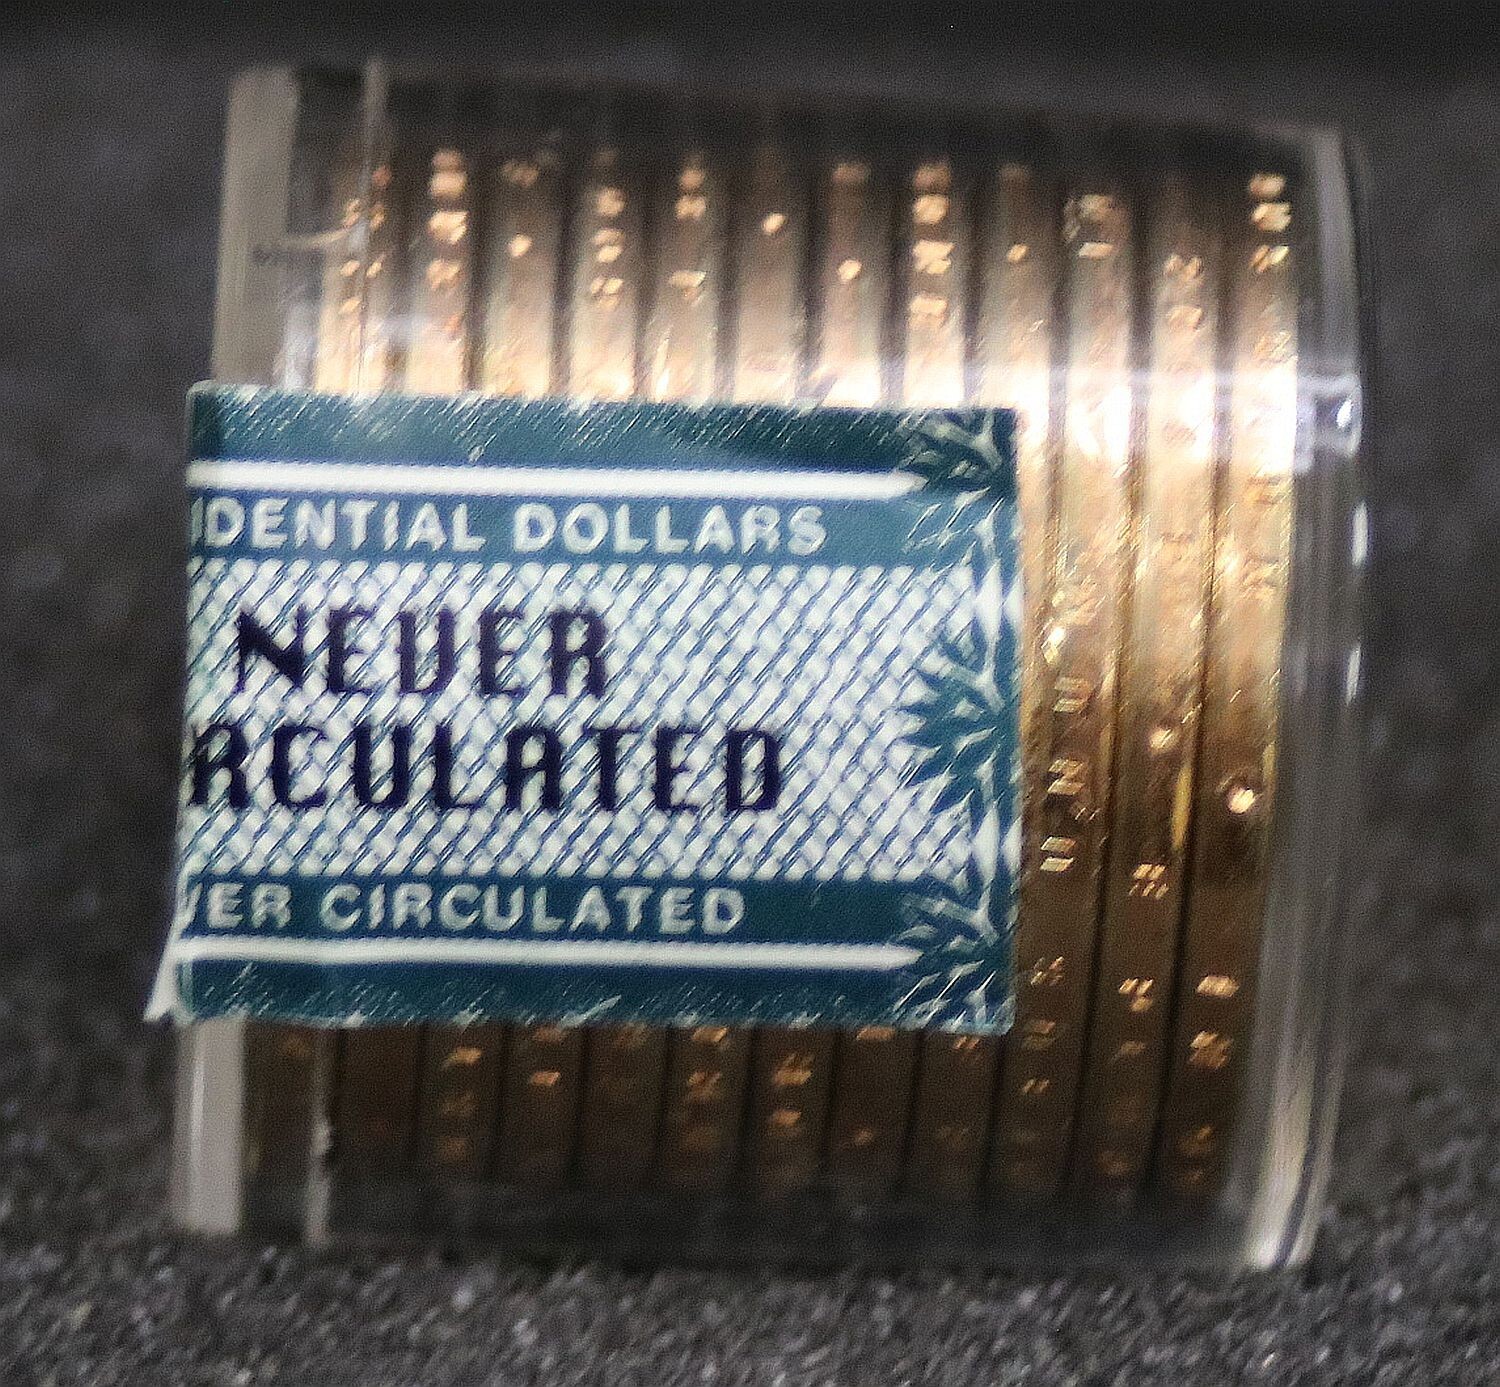 IDENTIAL DOLLARS
NEVER
RCULATED
VER CIRCULATED